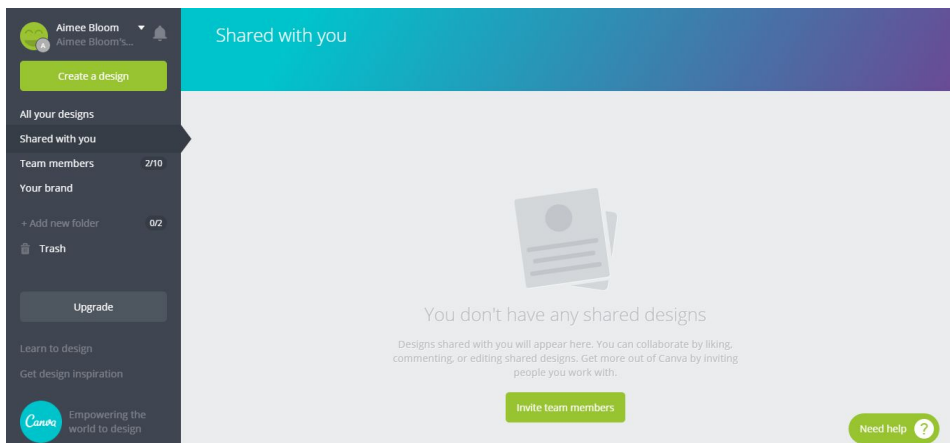 Aimee Bloom
Aimee Bloom's...
A
Create a design
All your designs
Shared with you
Team members 2/10
Your brand
+ Add new folder 0/2
Trash
Upgrade
Learn to design
Get design inspiration
Canva
Empowering the
world to design
Shared with you
You don't have any shared designs
Designs shared with you will appear here. You can collaborate by liking,
commenting, or editing shared designs. Get more out of Canva by inviting
people you work with.
Invite team members
Need help ?